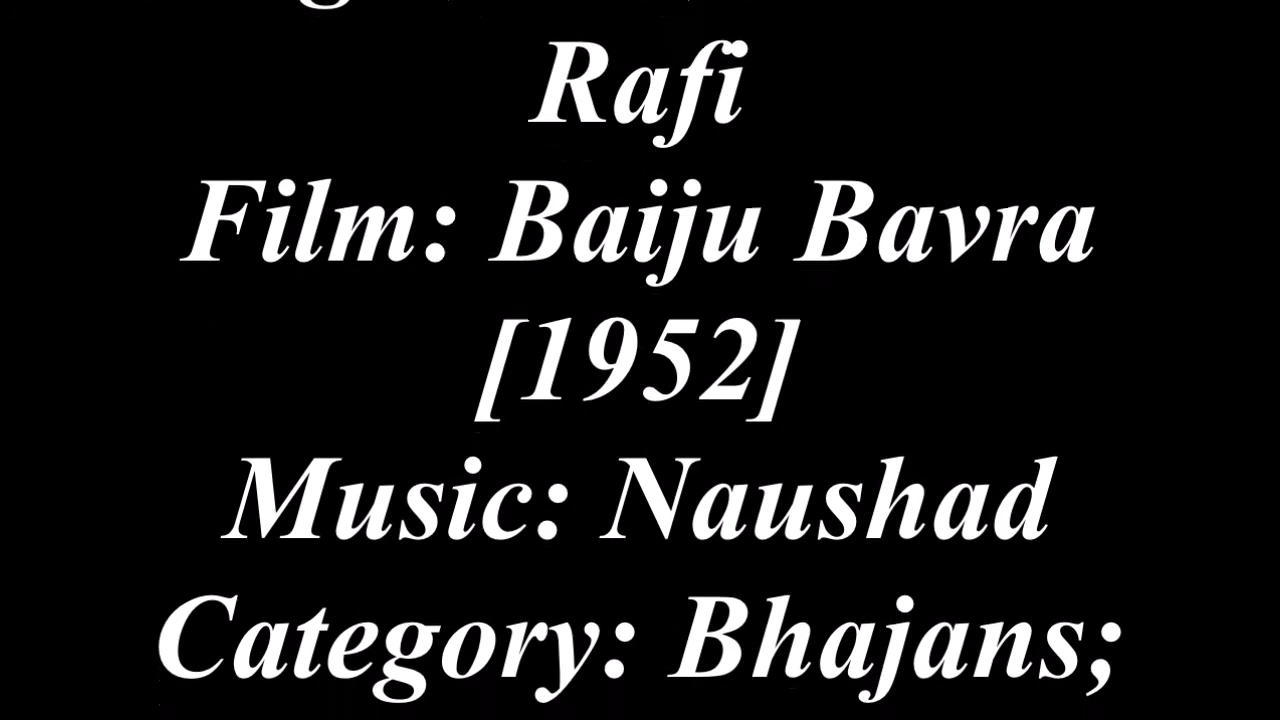 Rafi
Film: Baiju Bavra
[1952]
Music: Naushad
Category: Bhajans;